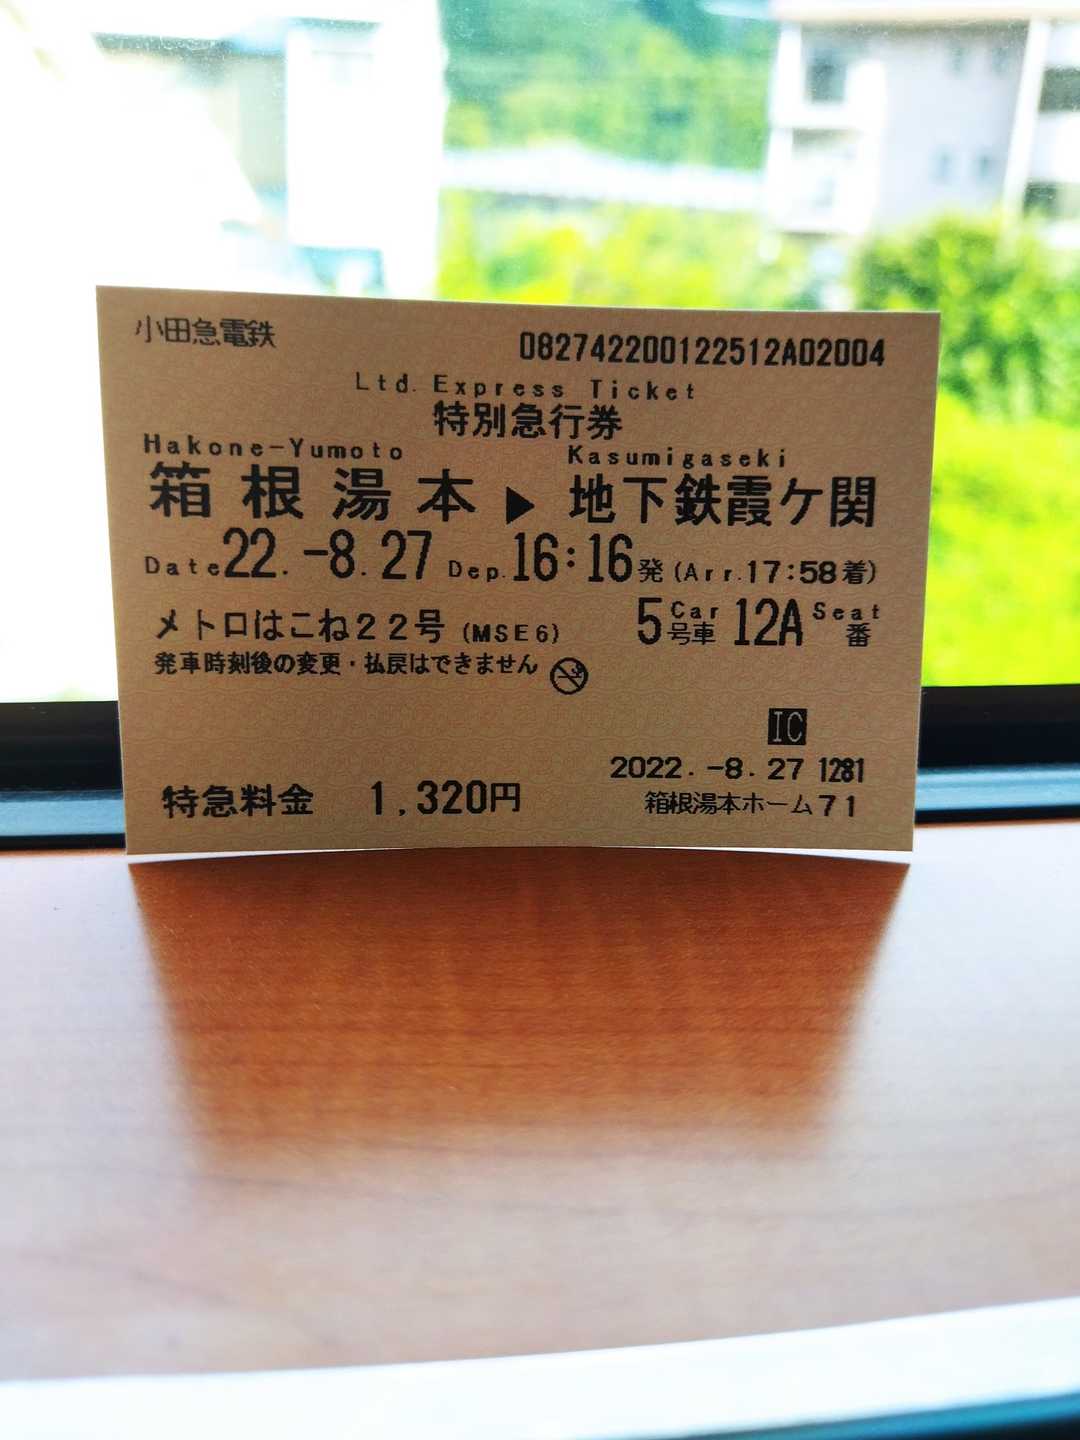 小田急電鉄
082742200122512A02004
Ltd. Express Ticket
特別急行券
Hakone-Yumoto Kasumigaseki
箱根湯本 ▶ 地下鉄霞ケ関
Date 22.-8.27 Dep. 16:16発 (Arr.17:58着)
メトロはこね22号 (MSE6) 5 Car 号車 12A Seat 番
発車時刻後の変更・払戻はできません
IC
2022.-8.27 1281
特急料金 1,320円 箱根湯本ホーム71